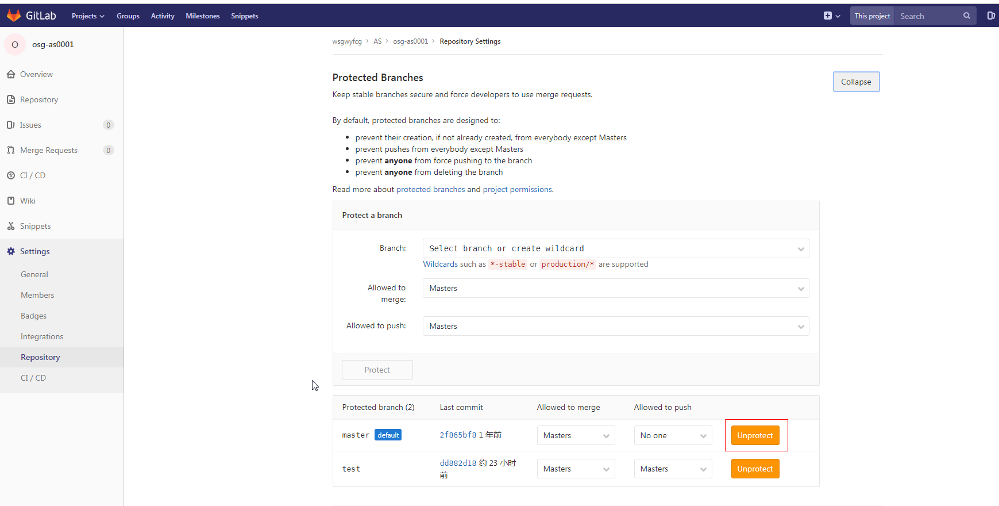 GitLab Projects Groups Activity Milestones Snippets This project Search
O osg-as0001
Overview
Repository
Issues 0
Merge Requests 0
CI / CD
Wiki
Snippets
Settings
General
Members
Badges
Integrations
Repository
CI / CD
wsgwyfcg > AS > osg-as0001 > Repository Settings
Protected Branches
Collapse
Keep stable branches secure and force developers to use merge requests.
By default, protected branches are designed to:
prevent their creation, if not already created, from everybody except Masters
prevent pushes from everybody except Masters
prevent anyone from force pushing to the branch
prevent anyone from deleting the branch
Read more about protected branches and project permissions.
Protect a branch
Branch: Select branch or create wildcard
Wildcards such as *-stable or production/* are supported
Allowed to
merge:
Masters
Allowed to push: Masters
Protect
Protected branch (2) Last commit Allowed to merge Allowed to push
master default 2f865bf8 1 年前 Masters No one Unprotect
test dd882d18 约 23 小时
前
Masters Masters Unprotect